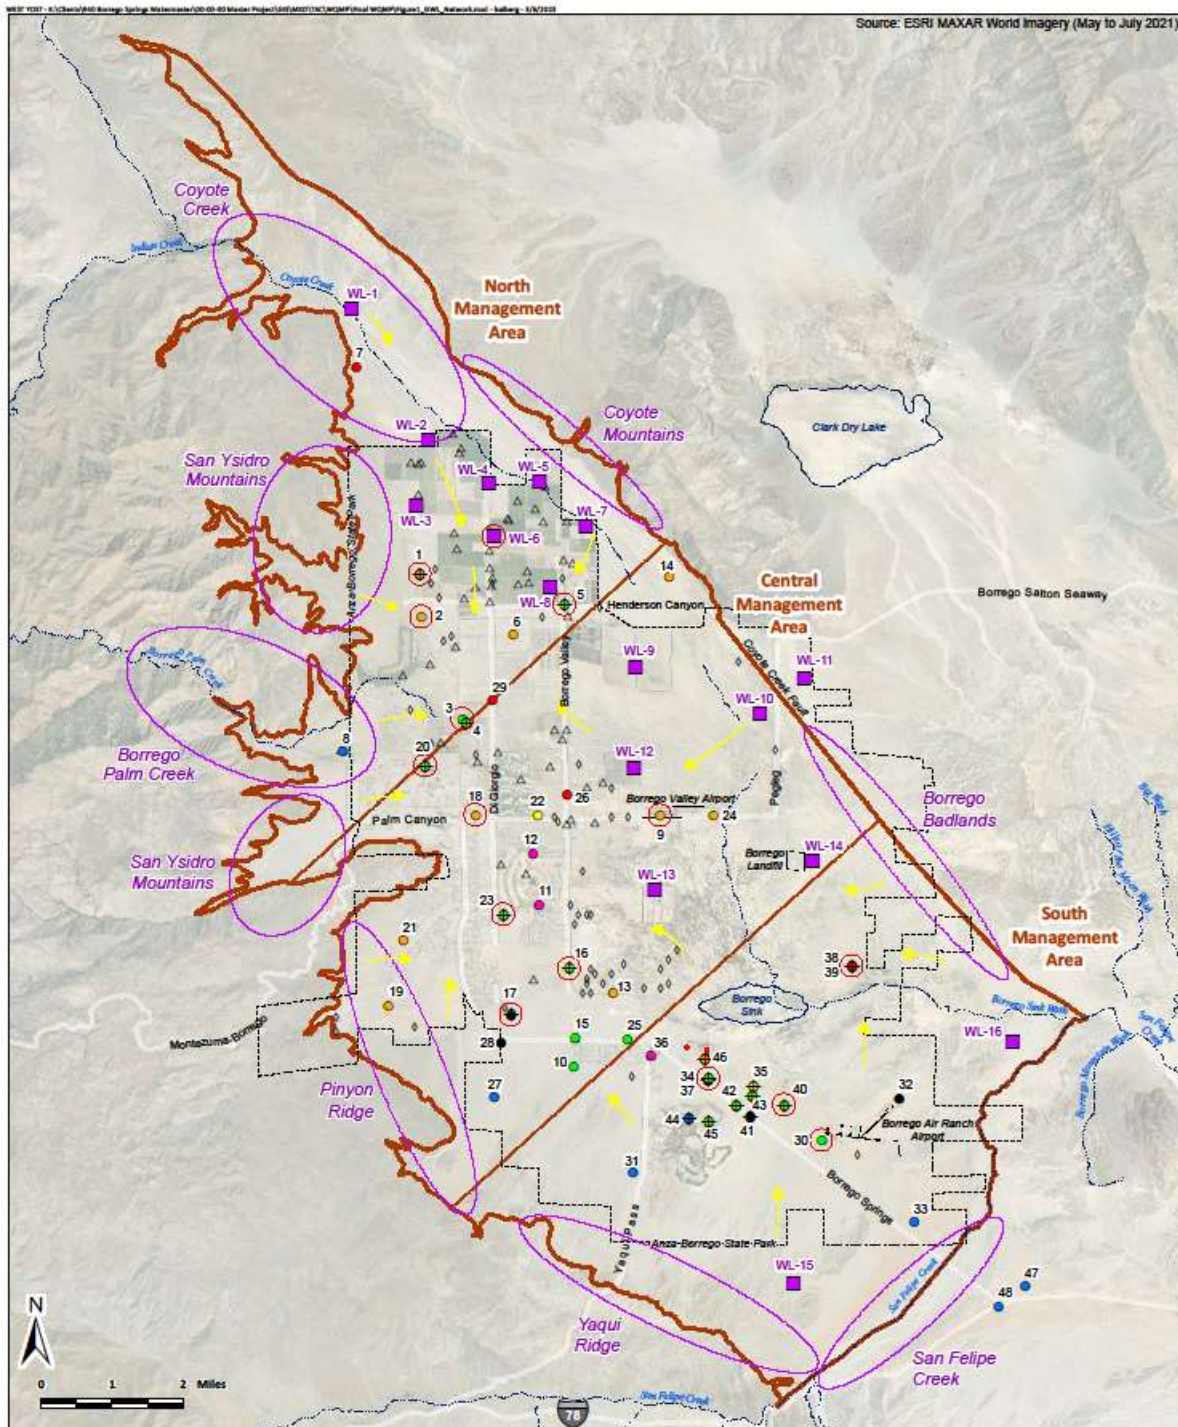 Source: ESRI MAXAR World Imagery (May to July 2021)
Coyote
Creek
Indian Creek
Coyote Creek
North
Management
Area
WL-1
7
Coyote
Mountains
Clark Dry Lake
WL-2
San Ysidro
Mountains
WL-4
WL-5
WL-3
WL-7
WL-6
Anza-Borrego State Park
1
14
Central
Management
Area
WL-8
5
Henderson Canyon
Borrego Salton Seaway
2
6
Borrego Palm
Creek
Borrego Valley
WL-9
Coyote Creek Fault
WL-11
29
WL-10
3
4
8
Borrego
Palm Creek
20
WL-12
Di Giorgio
Pegleg
26
Borrego Valley Airport
18
22
9
24
Borrego
Badlands
Palm Canyon
12
San Ysidro
Mountains
Borrego
Landfill
WL-14
11
WL-13
23
South
Management
Area
21
16
38
39
19
13
17
Borrego
Sink
Borrego Sink Wash
San Felipe
Creek
Montezuma-Borrego
28
15
25
36
46
WL-16
Borrego Mountain Wash
10
34
37
35
Pinyon
Ridge
27
42
43
40
32
44
45
41
30
Borrego Air Ranch
Airport
31
Borrego Springs
33
Yaqui Pass
Anza-Borrego-State-Park
WL-15
San Felipe Creek
47
48
N
Yaqui
Ridge
San Felipe
Creek
0 1 2 Miles
San Felipe Creek
78